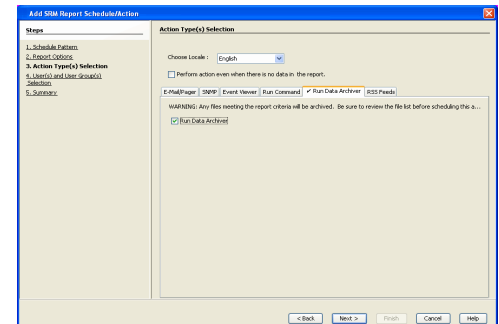 Add SRM Report Schedule/Action
Steps
1. Schedule Pattern
2. Report Options
3. Action Type(s) Selection
4. User(s) and User Group(s)
Selection
5. Summary
Action Type(s) Selection
Choose Locale :
English
Perform action even when there is no data in the report.
E-Mail/Pager
SNMP
Event Viewer
Run Command
Run Data Archiver
RSS Feeds
WARNING: Any files meeting the report criteria will be archived. Be sure to review the file list before scheduling this a...
Run Data Archiver
< Back
Next >
Finish
Cancel
Help